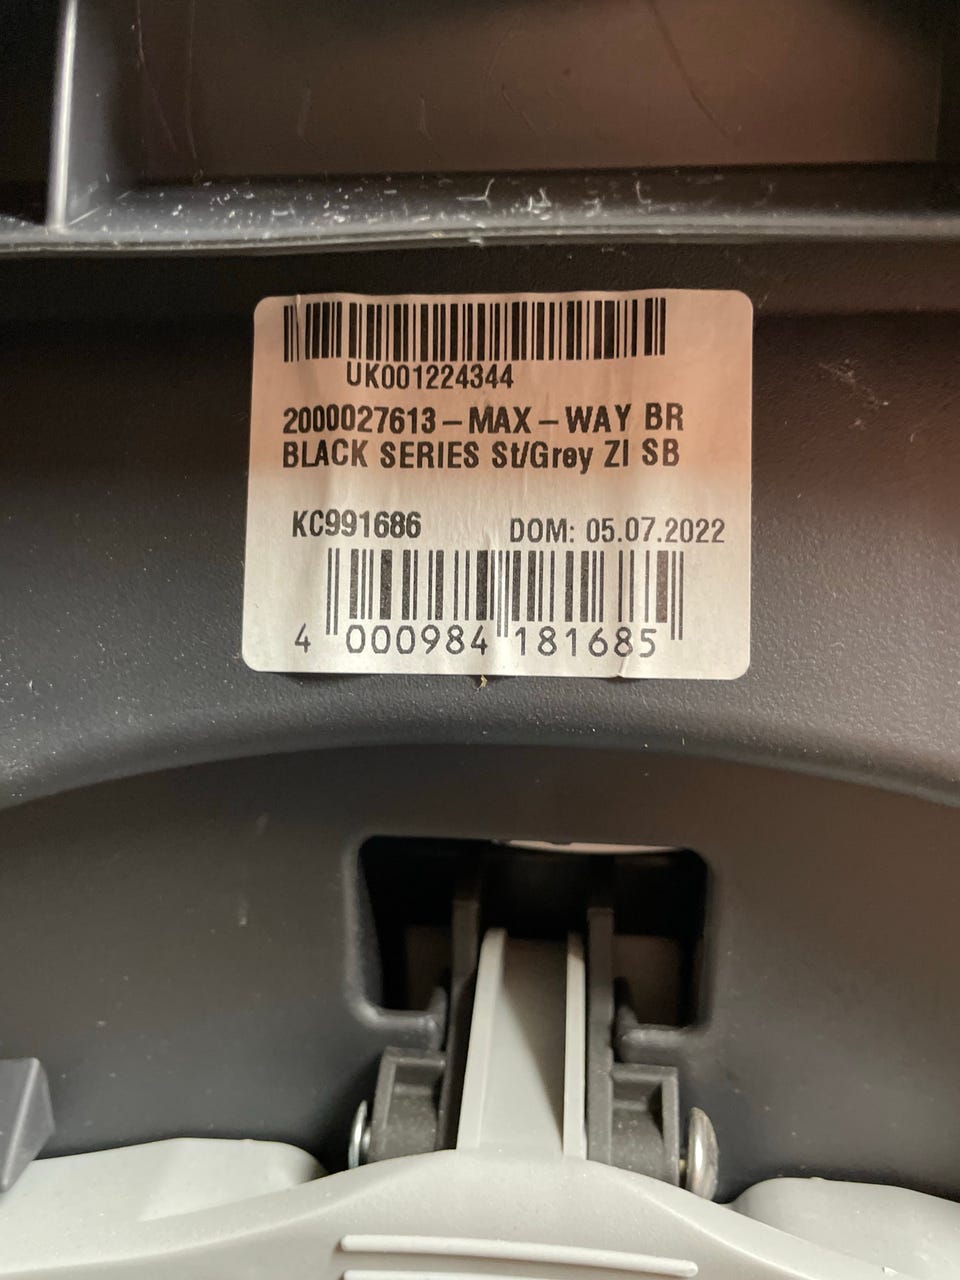 UK001224344
2000027613-MAX-WAY BR
BLACK SERIES St/Grey ZI SB
KC991686 DOM: 05.07.2022
4 000984 181685